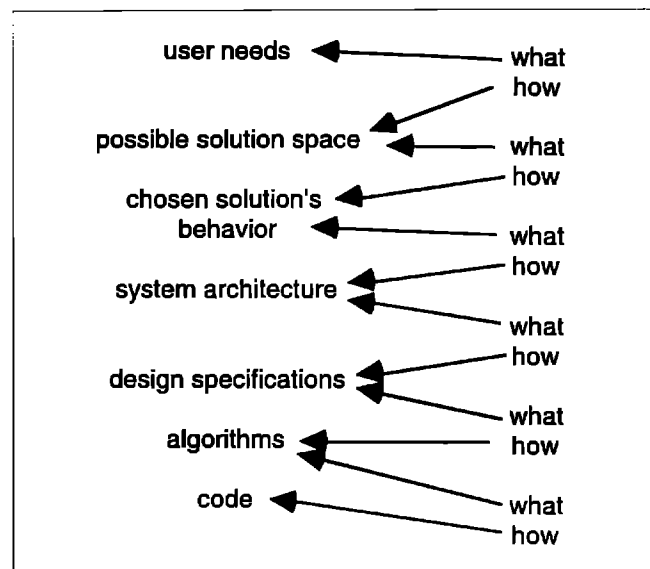 user needs
what
how
possible solution space
what
how
chosen solution's
behavior
what
how
system architecture
what
how
design specifications
what
how
algorithms
what
how
code